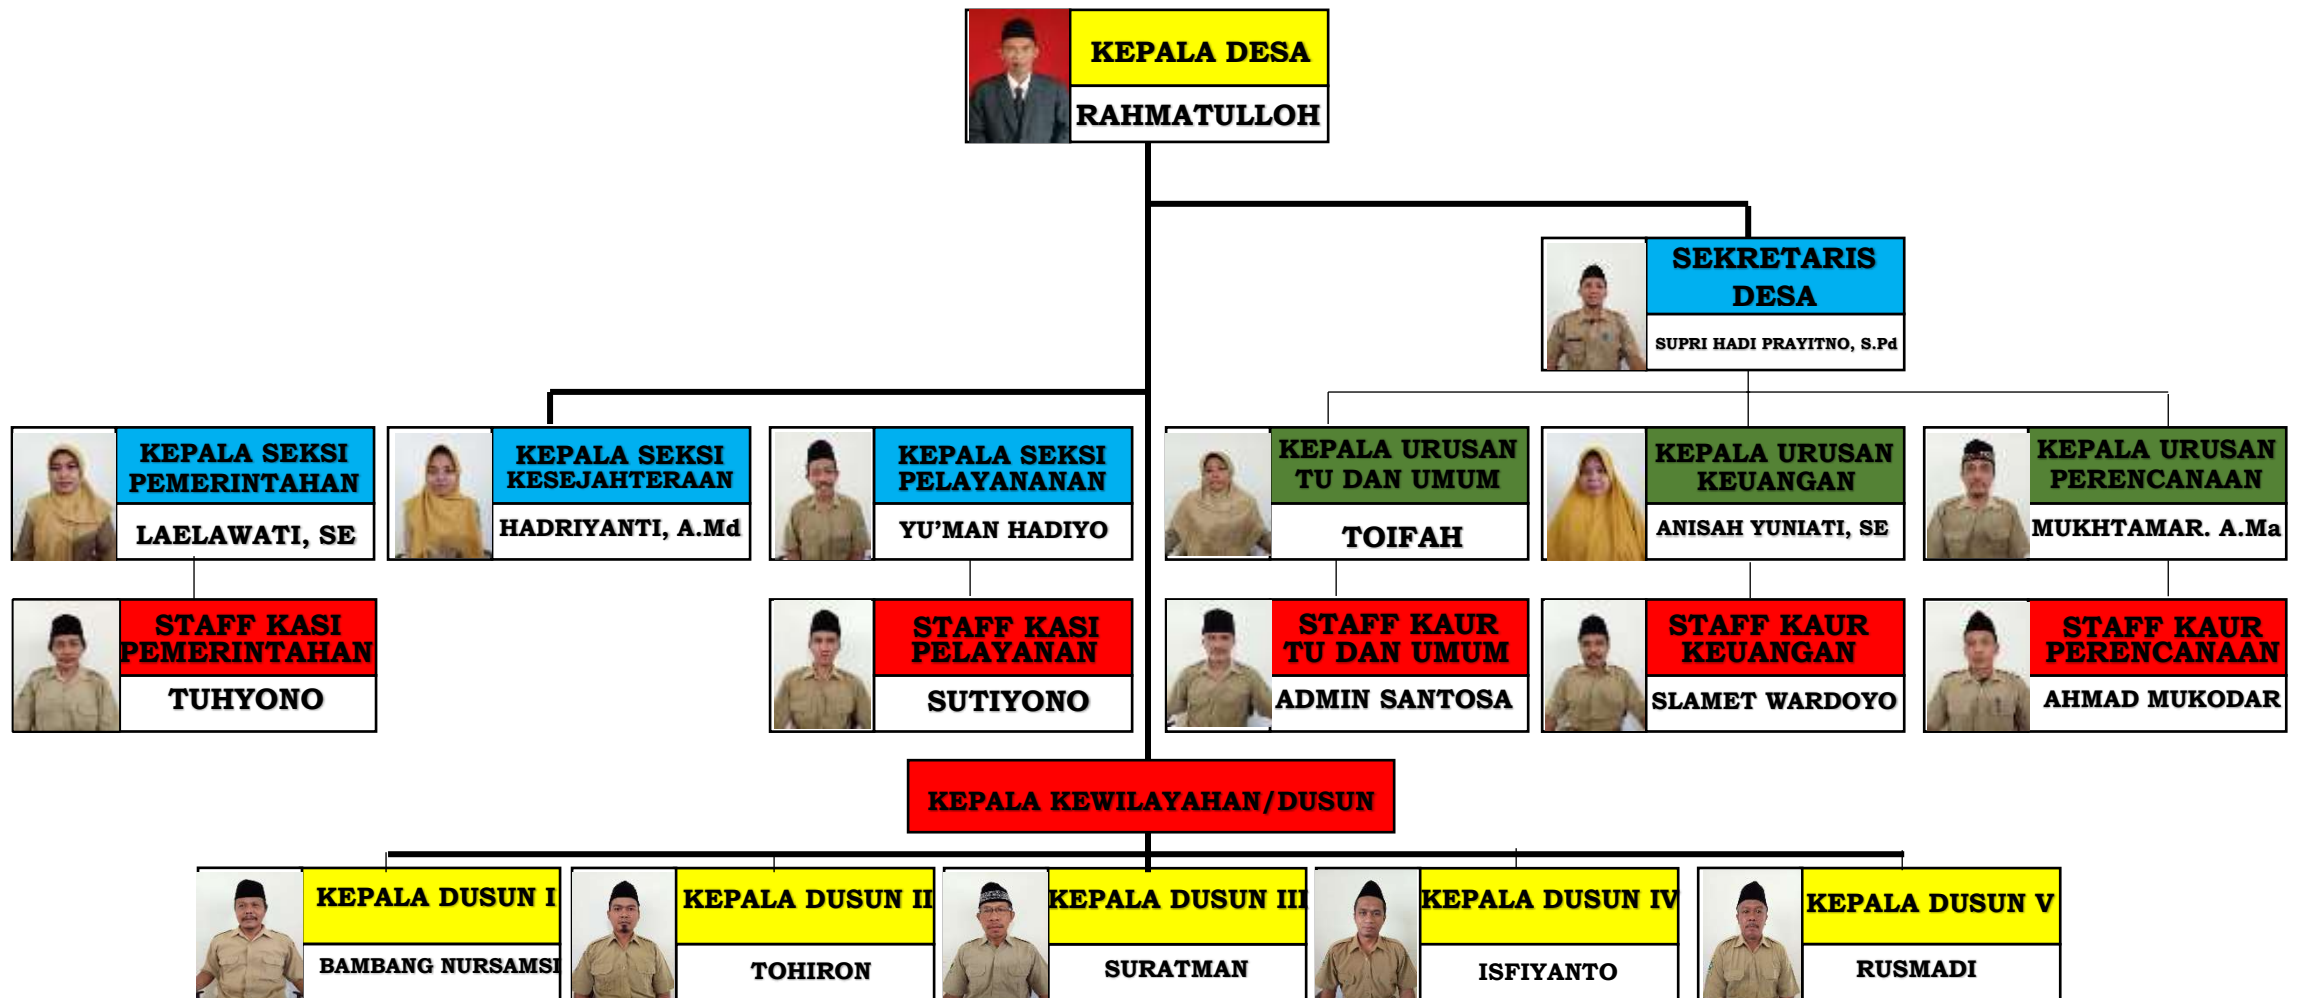 KEPALA DESA
RAHMATULLOH
SEKRETARIS
DESA
SUPRI HADI PRAYITNO, S.Pd
KEPALA SEKSI
PEMERINTAHAN
LAELAWATI, SE
KEPALA SEKSI
KESEJAHTERAAN
HADRIYANTI, A.Md
KEPALA SEKSI
PELAYANANAN
YU’MAN HADIYO
KEPALA URUSAN
TU DAN UMUM
TOIFAH
KEPALA URUSAN
KEUANGAN
ANISAH YUNIATI, SE
KEPALA URUSAN
PERENCANAAN
MUKHTAMAR. A.Ma
STAFF KASI
PEMERINTAHAN
TUHYONO
STAFF KASI
PELAYANAN
SUTIYONO
STAFF KAUR
TU DAN UMUM
ADMIN SANTOSA
STAFF KAUR
KEUANGAN
SLAMET WARDOYO
STAFF KAUR
PERENCANAAN
AHMAD MUKODAR
KEPALA KEWILAYAHAN/DUSUN
KEPALA DUSUN I
BAMBANG NURSAMSI
KEPALA DUSUN II
TOHIRON
KEPALA DUSUN III
SURATMAN
KEPALA DUSUN IV
ISFIYANTO
KEPALA DUSUN V
RUSMADI